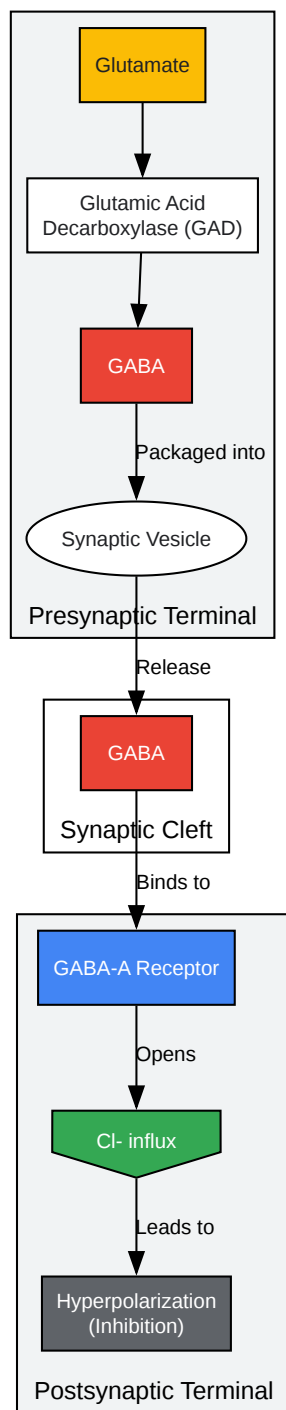 Glutamate
Glutamic Acid
Decarboxylase (GAD)
GABA
Packaged into
Synaptic Vesicle
Presynaptic Terminal
Release
GABA
Synaptic Cleft
Binds to
GABA-A Receptor
Opens
Cl- influx
Leads to
Hyperpolarization
(Inhibition)
Postsynaptic Terminal